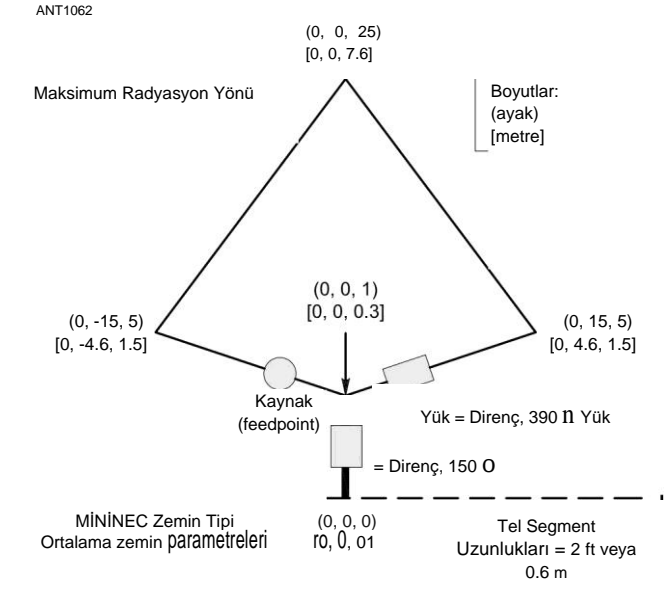 ANT1062
(0, 0, 25)
[0, 0, 7.6]
Maksimum Radyasyon Yönü
Boyutlar:
(ayak)
[metre]
(0, 0, 1)
[0, 0, 0.3]
(0, -15, 5)
[0, -4.6, 1.5]
(0, 15, 5)
[0, 4.6, 1.5]
Kaynak
(feedpoint)
Yük = Direnç, 390 n Yük
= Direnç, 150 O
MİNİNEC Zemin Tipi
Ortalama zemin parametreleri
(0, 0, 0)
ro, 0, 01
Tel Segment
Uzunlukları = 2 ft veya
0.6 m